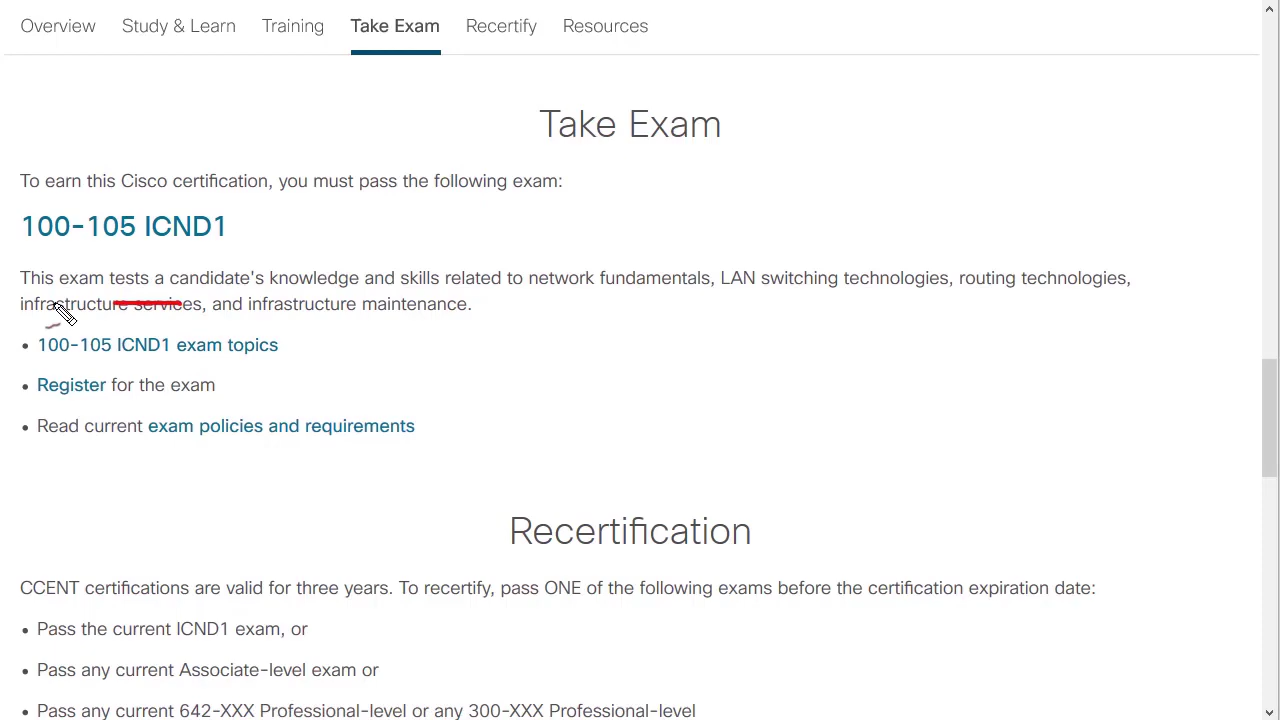 Overview Study & Learn Training Take Exam Recertify Resources
Take Exam
To earn this Cisco certification, you must pass the following exam:
100-105 ICND1
This exam tests a candidate's knowledge and skills related to network fundamentals, LAN switching technologies, routing technologies,
infrastructure services, and infrastructure maintenance.
• 100-105 ICND1 exam topics
• Register for the exam
• Read current exam policies and requirements
Recertification
CCENT certifications are valid for three years. To recertify, pass ONE of the following exams before the certification expiration date:
• Pass the current ICND1 exam, or
• Pass any current Associate-level exam or
• Pass any current 642-XXX Professional-level or any 300-XXX Professional-level